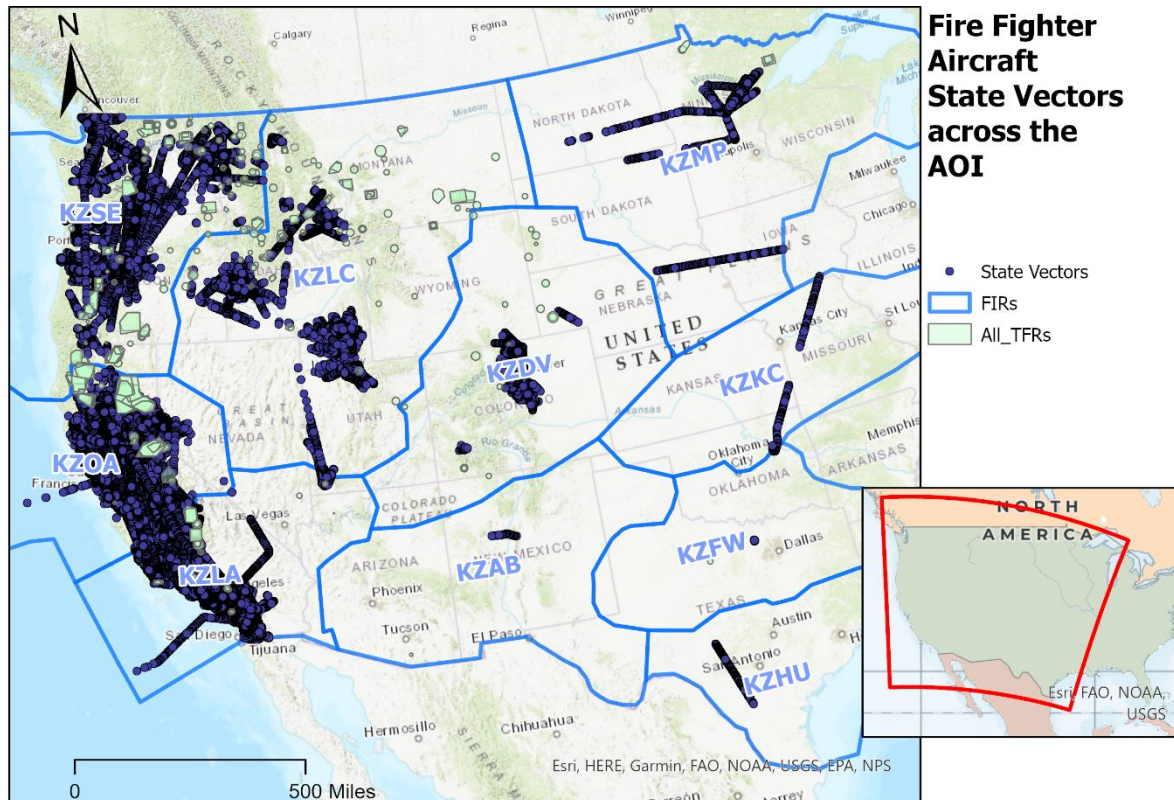 Fire Fighter
Aircraft
State Vectors
across the
AOI
State Vectors
FIRs
All_TFRs
N
Calgary
Regina
Winnipeg
Lake
Superior
Vancouver
Missouri
NORTH DAKOTA
WISCONSIN
MONTANA
KZMP
Milwaukee
KZSE
SOUTH DAKOTA
Chicago
IOWA
KZLC
WYOMING
GREAT
NEBRASKA
ILLINOIS
UNITED
STATES
Kansas City
St Lou
MISSOURI
KZDV
KZKC
COLORADO
KANSAS
UTAH
GREAT
BASIN
NEVADA
Arkansas
Rio Grande
KZOA
Oklahoma
City
Memphis
ARKANSAS
OKLAHOMA
Las Vegas
COLORADO
PLATEAU
KZLA
ARIZONA
NEW MEXICO
KZAB
KZFW
Dallas
Phoenix
TEXAS
San Diego
Tijuana
Tucson
El Paso
Austin
San Antonio
KZHU
Hermosillo
Chihuahua
SIERRA
Esri, HERE, Garmin, FAO, NOAA, USGS, EPA, NPS
0
500 Miles
NORTH
AMERICA
Esri, FAO, NOAA,
USGS